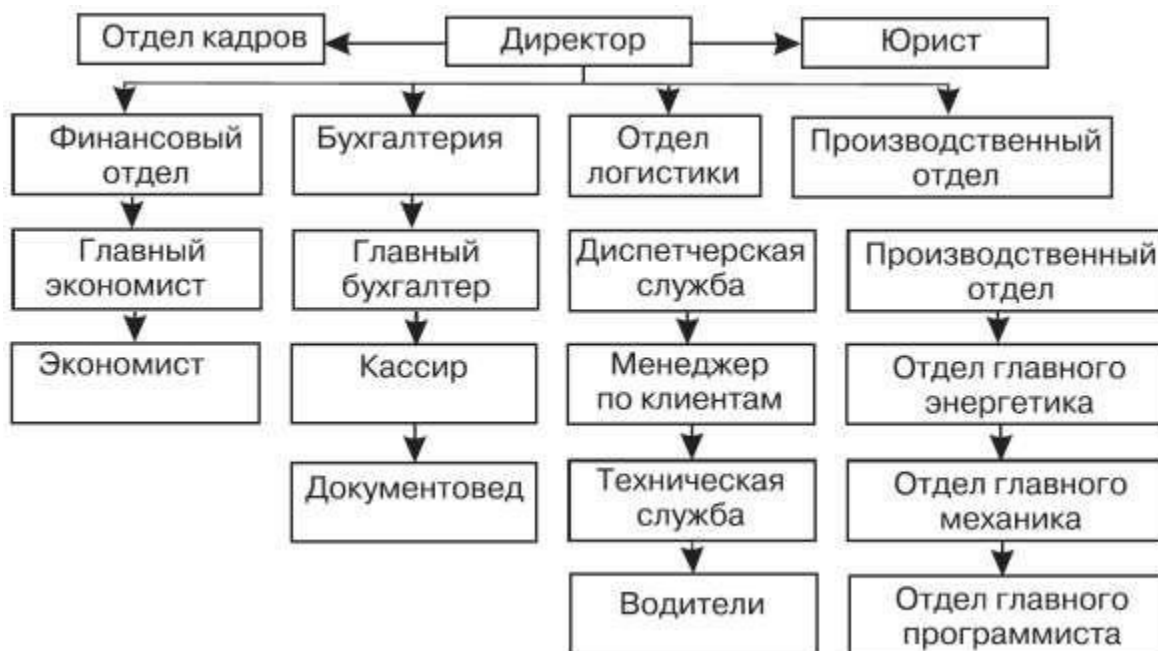 Отдел кадров
Директор
Юрист
Финансовый
отдел
Бухгалтерия
Отдел
логистики
Производственный
отдел
Главный
экономист
Главный
бухгалтер
Диспетчерская
служба
Производственный
отдел
Экономист
Кассир
Менеджер
по клиентам
Отдел главного
энергетика
Документовед
Техническая
служба
Отдел главного
механика
Водители
Отдел главного
программиста